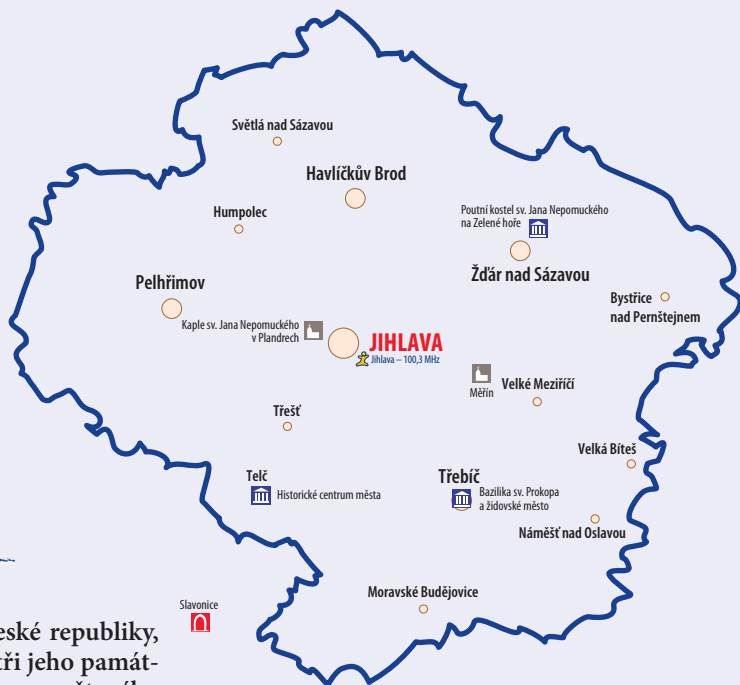 Světlá nad Sázavou
Havlíčkův Brod
Humpolec
Poutní kostel sv. Jana Nepomuckého
na Zelené hoře
Žďár nad Sázavou
Pelhřimov
Bystřice
nad Pernštejnem
Kaple sv. Jana Nepomuckého
v Plandrech
JIHLAVA
Jihlava – 100,3 MHz
Měřín
Velké Meziříčí
Třešť
Velká Bíteš
Telč
Historické centrum města
Třebíč
Bazilika sv. Prokopa
a židovské město
Náměšť nad Oslavou
Moravské Budějovice
Slavonice
eské republiky,
tři jeho památ-